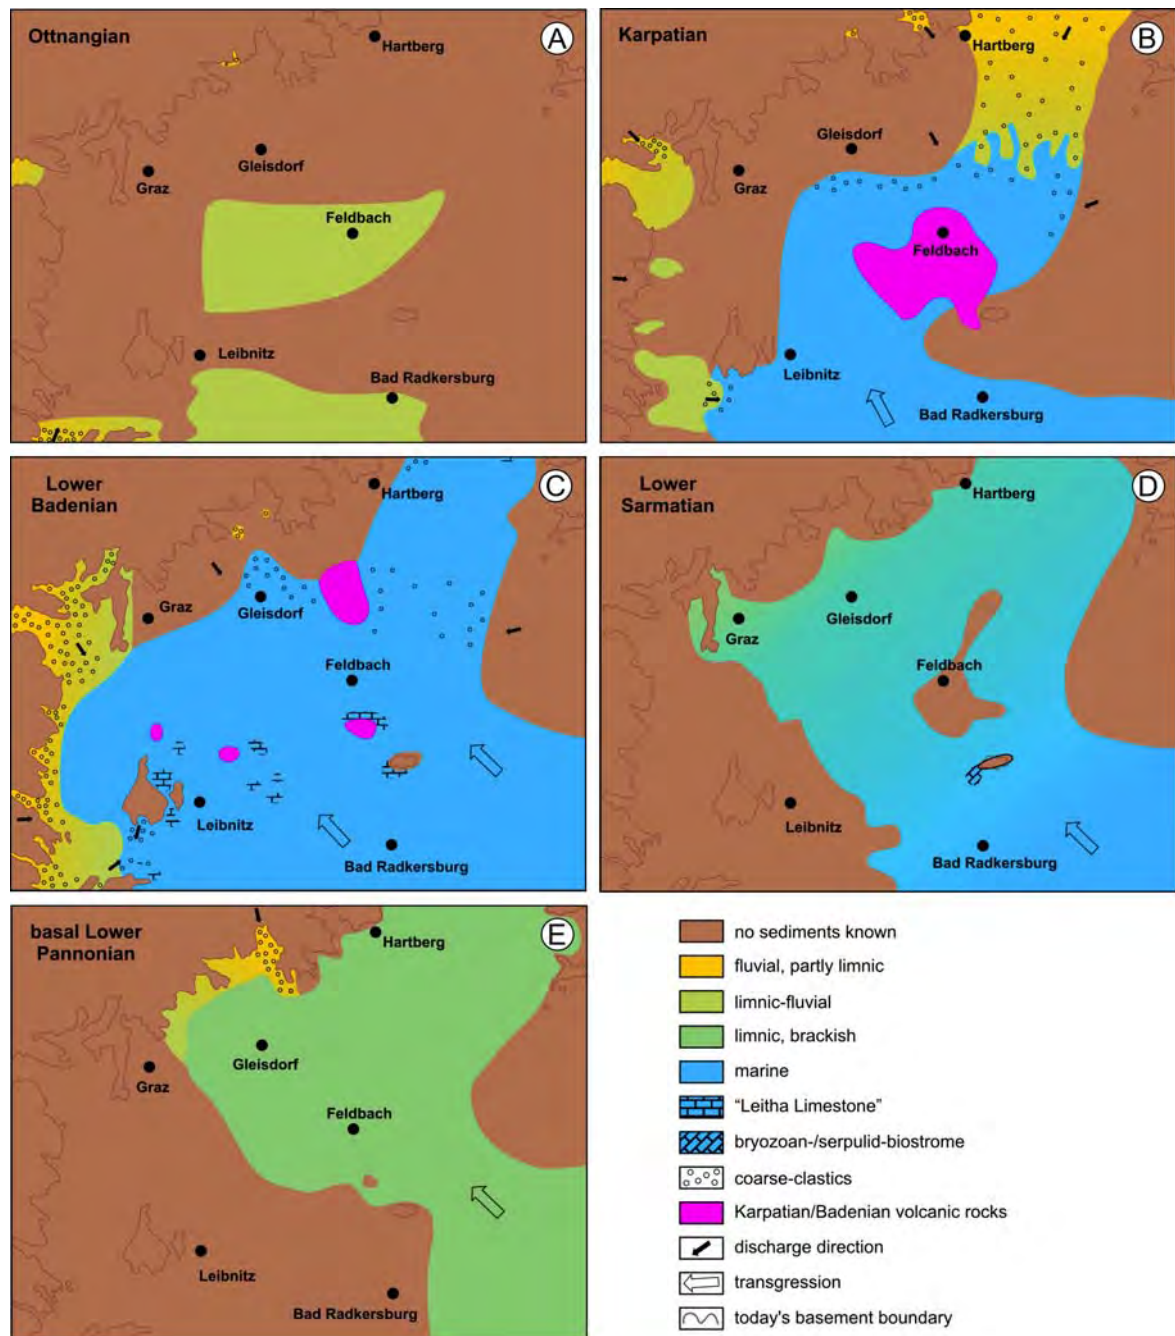 Ottnangian
A
Hartberg
Gleisdorf
Graz
Feldbach
Leibnitz
Bad Radkersburg
Karpatian
B
Hartberg
Gleisdorf
Graz
Feldbach
Leibnitz
Bad Radkersburg
Lower
Badenian
C
Hartberg
Graz
Gleisdorf
Feldbach
Leibnitz
Bad Radkersburg
Lower
Sarmatian
D
Hartberg
Gleisdorf
Graz
Feldbach
Leibnitz
Bad Radkersburg
basal Lower
Pannonian
E
Hartberg
Gleisdorf
Graz
Feldbach
Leibnitz
Bad Radkersburg
no sediments known
fluvial, partly limnic
limnic-fluvial
limnic, brackish
marine
“Leitha Limestone”
bryozoan-/serpulid-biostrome
coarse-clastics
Karpatian/Badenian volcanic rocks
discharge direction
transgression
today's basement boundary